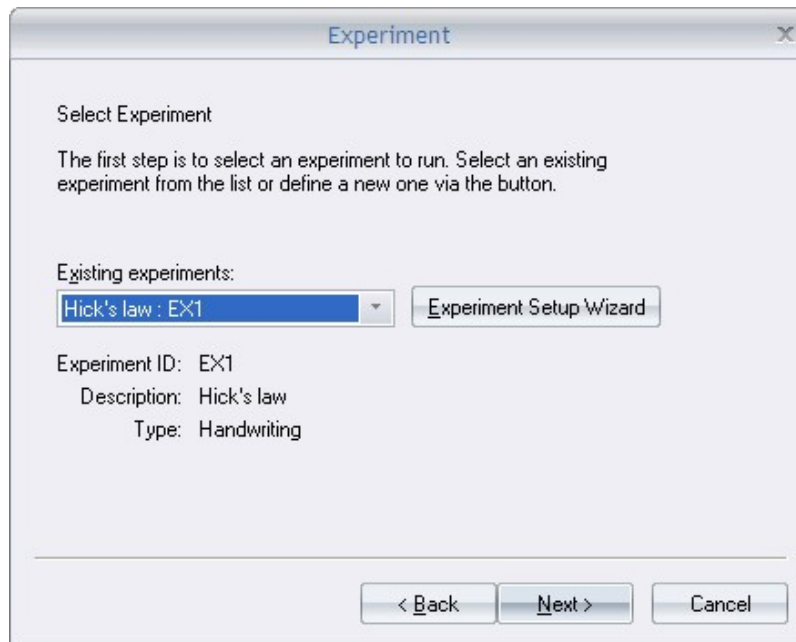 Experiment
Select Experiment
The first step is to select an experiment to run. Select an existing
experiment from the list or define a new one via the button.
Existing experiments:
Hick's law : EX1
Experiment Setup Wizard
Experiment ID: EX1
Description: Hick's law
Type: Handwriting
< Back
Next >
Cancel